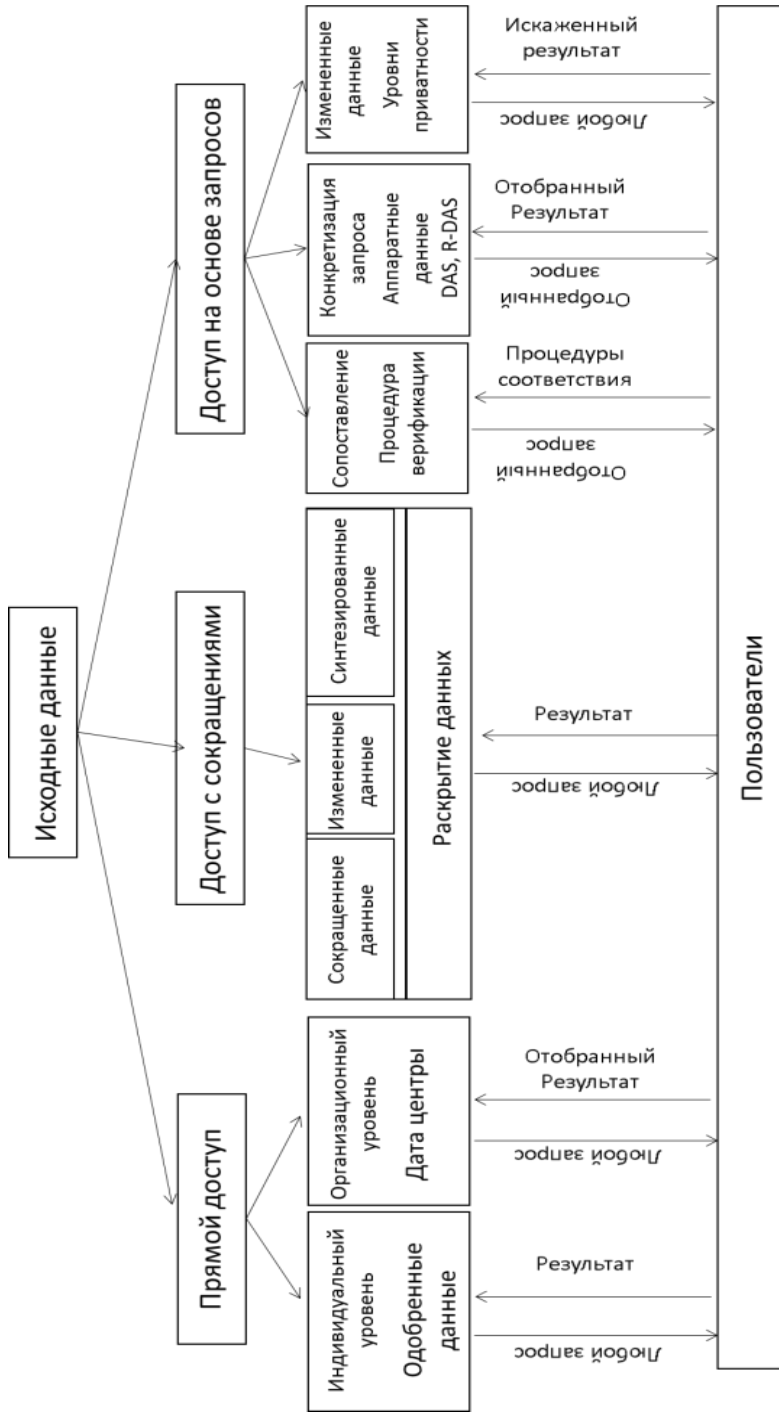 Исходные данные
Прямой доступ
Доступ с сокращениями
Доступ на основе запросов
Индивидуальный
уровень
Одобренные
данные
Организационный
уровень
Дата центры
Сокращенные
данные
Измененные
данные
Синтезированные
данные
Раскрытие данных
Сопоставление
Процедура
верификации
Конкретизация
запроса
Аппаратные
данные
DAS, R-DAS
Измененные
данные
Уровни
приватности
Любой запрос
Результат
Любой запрос
Отобранный
Результат
Любой запрос
Результат
Отобранный
запрос
Процедуры
соответствия
Отобранный
запрос
Отобранный
Результат
Любой запрос
Искаженный
результат
Пользователи